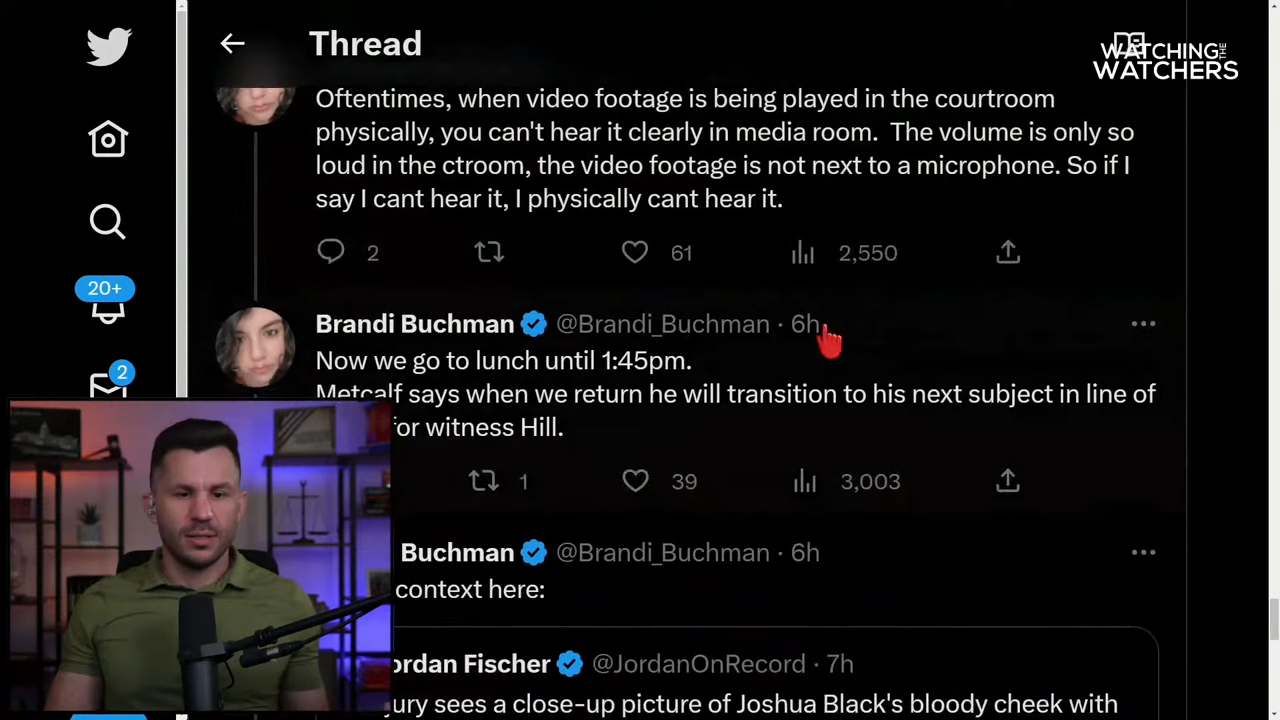 Thread
WATCHING THE
WATCHERS
Oftentimes, when video footage is being played in the courtroom
physically, you can't hear it clearly in media room. The volume is only so
loud in the ctroom, the video footage is not next to a microphone. So if I
say I cant hear it, I physically cant hear it.
2 61 2,550
20+
Brandi Buchman @Brandi_Buchman · 6h
Now we go to lunch until 1:45pm.
Metcalf says when we return he will transition to his next subject in line of
for witness Hill.
2
1 39 3,003
Buchman @Brandi_Buchman · 6h
context here:
ordan Fischer @JordanOnRecord · 7h
jury sees a close-up picture of Joshua Black's bloody cheek with